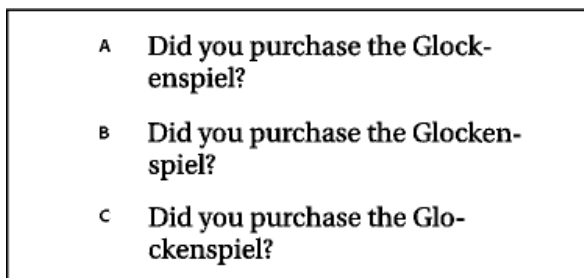 A Did you purchase the Glock-
enspiel?
B Did you purchase the Glocken-
spiel?
C Did you purchase the Glo-
ckenspiel?